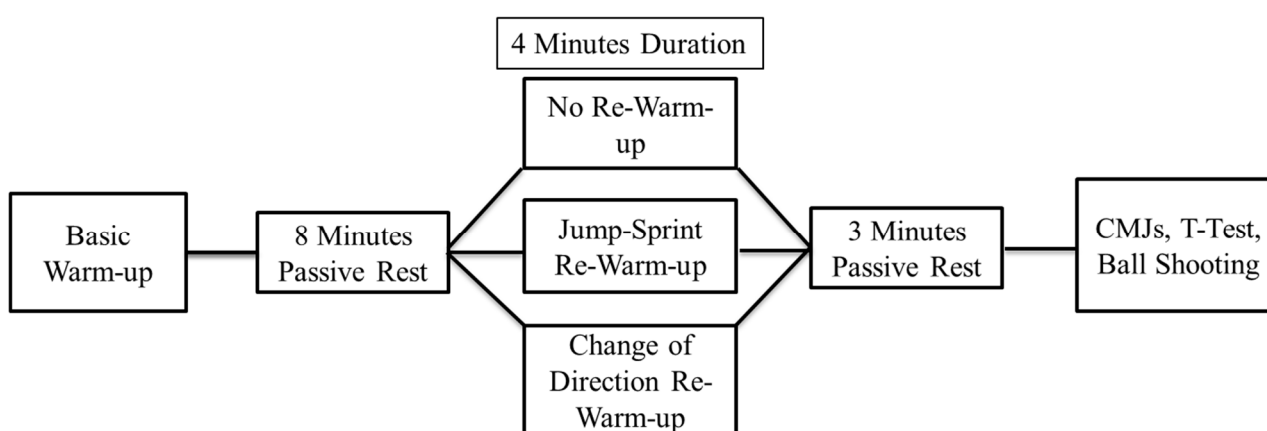 4 Minutes Duration
No Re-Warm-
up
Basic
Warm-up
8 Minutes
Passive Rest
Jump-Sprint
Re-Warm-up
3 Minutes
Passive Rest
CMJs, T-Test,
Ball Shooting
Change of
Direction Re-
Warm-up